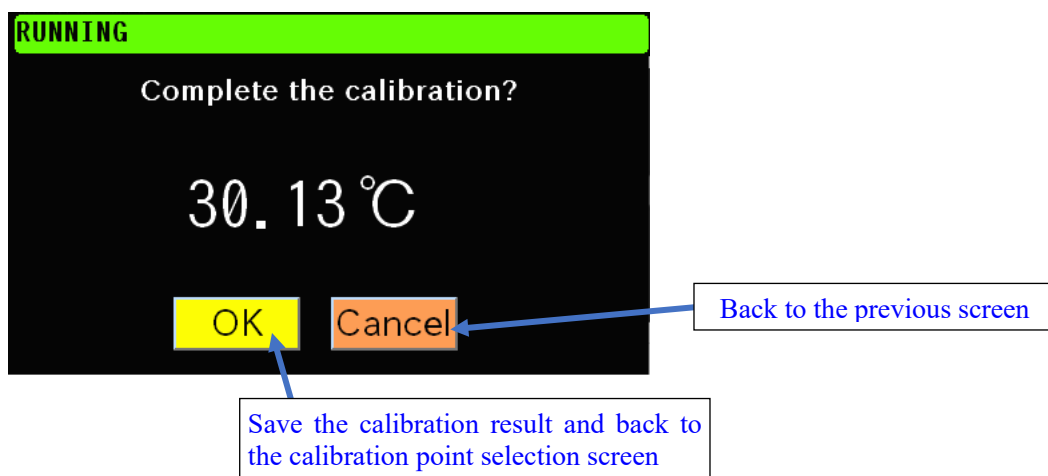 RUNNING
Complete the calibration?
30.13℃
OK
Cancel
Back to the previous screen
Save the calibration result and back to
the calibration point selection screen